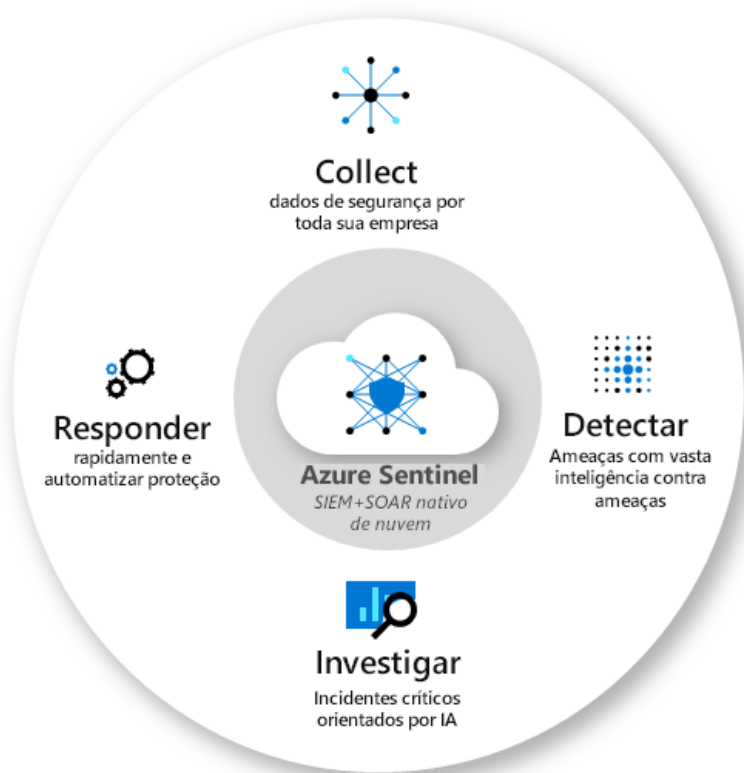 Collect
dados de segurança por
toda sua empresa
Responder
rapidamente e
automatizar proteção
Azure Sentinel
SIEM+SOAR nativo
de nuvem
Detectar
Ameaças com vasta
inteligência contra
ameaças
Investigar
Incidentes críticos
orientados por IA